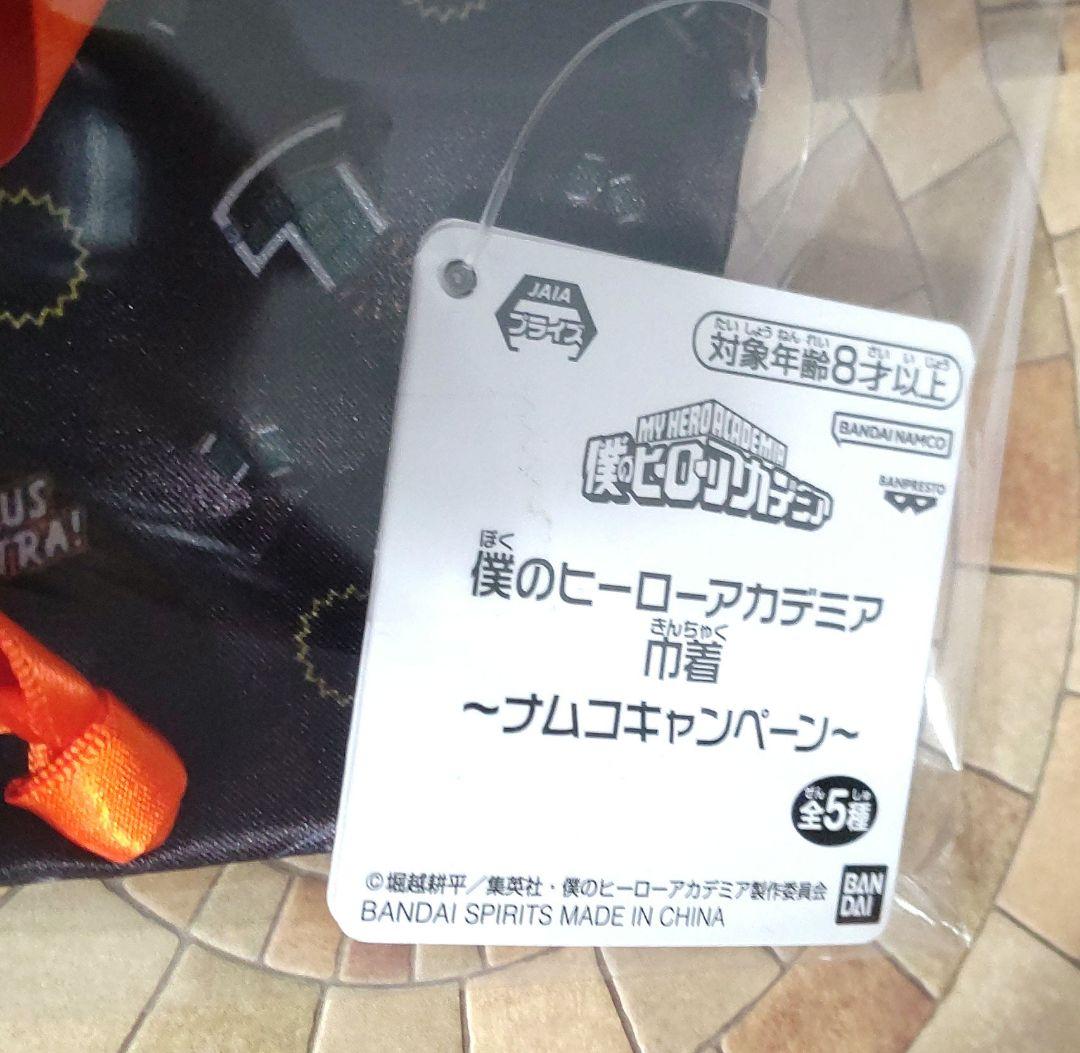 JAIA
プライズ
たいしょうねんれい さいいじょう
対象年齢8才以上
MY HERO ACADEMIA
僕のヒーローアカデミア
BANDAI NAMCO
BANPRESTO
ぼく
僕のヒーローアカデミア
きんちゃく
巾着
~ナムコキャンペーン~
ぜん しゅ
全5種
©堀越耕平/集英社・僕のヒーローアカデミア製作委員会
BANDAI SPIRITS MADE IN CHINA
BAN
DAI
US
TRA!